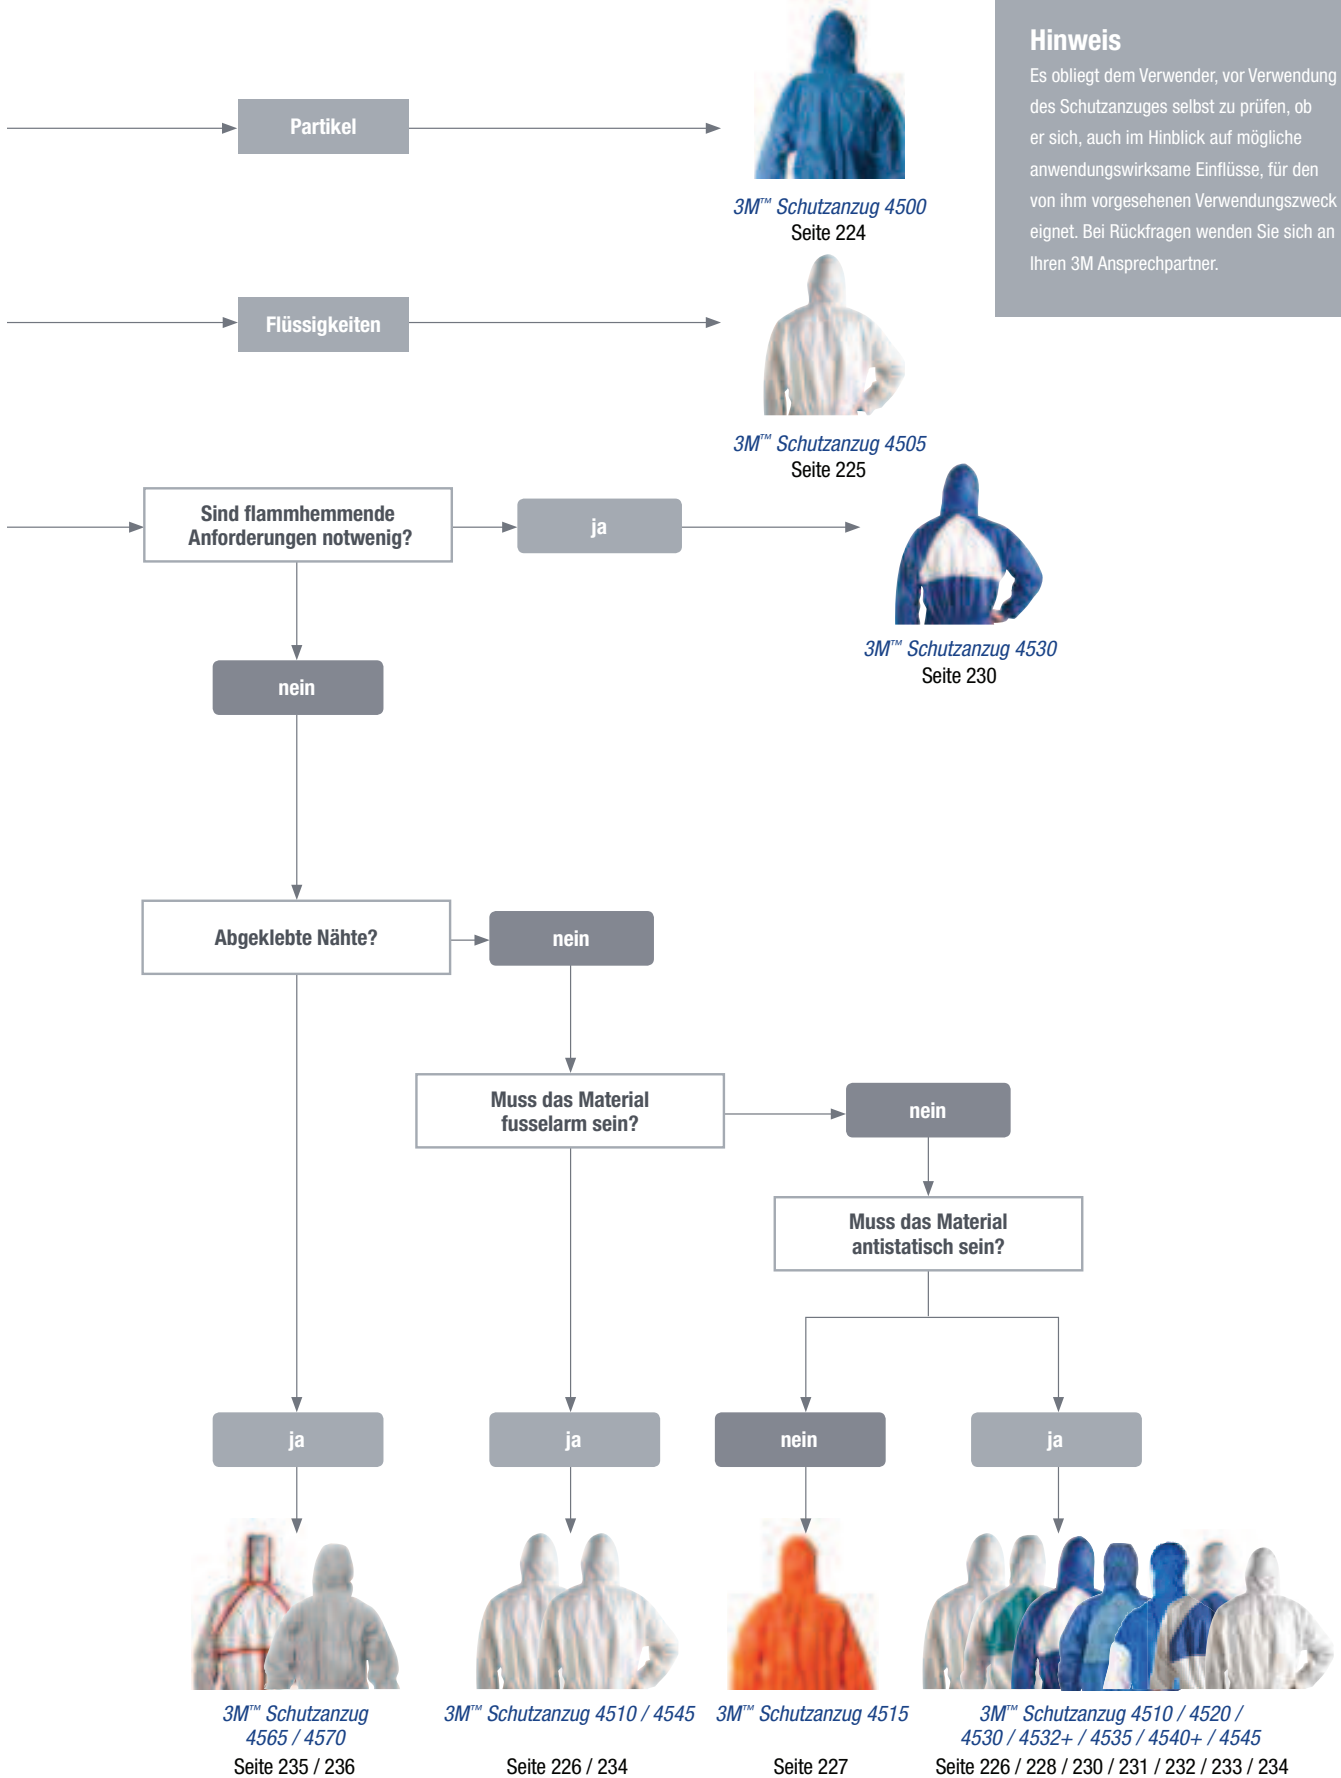 Hinweis
Es obliegt dem Verwender, vor Verwendung
des Schutzanzuges selbst zu prüfen, ob
er sich, auch im Hinblick auf mögliche
anwendungswirksame Einflüsse, für den
von ihm vorgesehenen Verwendungszweck
eignet. Bei Rückfragen wenden Sie sich an
Ihren 3M Ansprechpartner.
Partikel
3M™ Schutzanzug 4500
Seite 224
Flüssigkeiten
3M™ Schutzanzug 4505
Seite 225
Sind flammhemmende
Anforderungen notwenig?
ja
3M™ Schutzanzug 4530
Seite 230
nein
Abgeklebte Nähte?
nein
Muss das Material
fusselarm sein?
nein
Muss das Material
antistatisch sein?
ja
ja
nein
ja
3M™ Schutzanzug
4565 / 4570
Seite 235 / 236
3M™ Schutzanzug 4510 / 4545
Seite 226 / 234
3M™ Schutzanzug 4515
Seite 227
3M™ Schutzanzug 4510 / 4520 /
4530 / 4532+ / 4535 / 4540+ / 4545
Seite 226 / 228 / 230 / 231 / 232 / 233 / 234